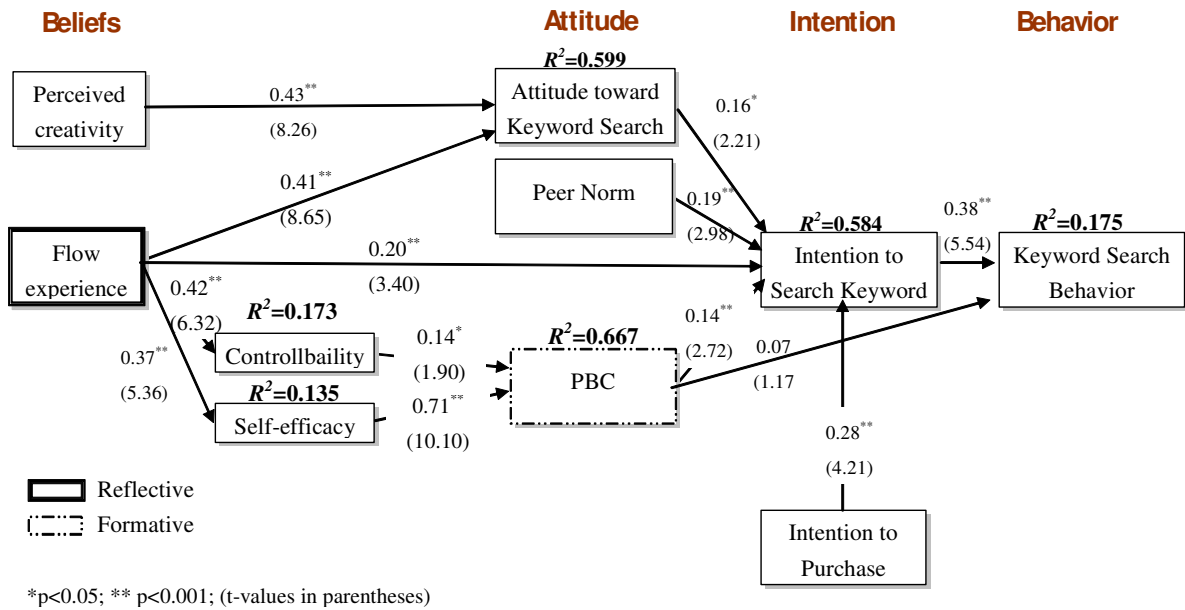 Beliefs
Attitude
Intention
Behavior
Perceived
creativity
0.43**
(8.26)
R²=0.599
Attitude toward
Keyword Search
0.16*
(2.21)
0.41**
(8.65)
Peer Norm
0.19**
(2.98)
Flow
experience
0.20**
(3.40)
R²=0.584
Intention to
Search Keyword
0.38**
(5.54)
R²=0.175
Keyword Search
Behavior
0.42**
(6.32)
0.37**
(5.36)
R²=0.173
Controllbaility
0.14*
(1.90)
R²=0.135
Self-efficacy
0.71**
(10.10)
R²=0.667
PBC
0.14**
(2.72)
0.07
(1.17
0.28**
(4.21)
Intention to
Purchase
Reflective
Formative
*p<0.05; ** p<0.001; (t-values in parentheses)